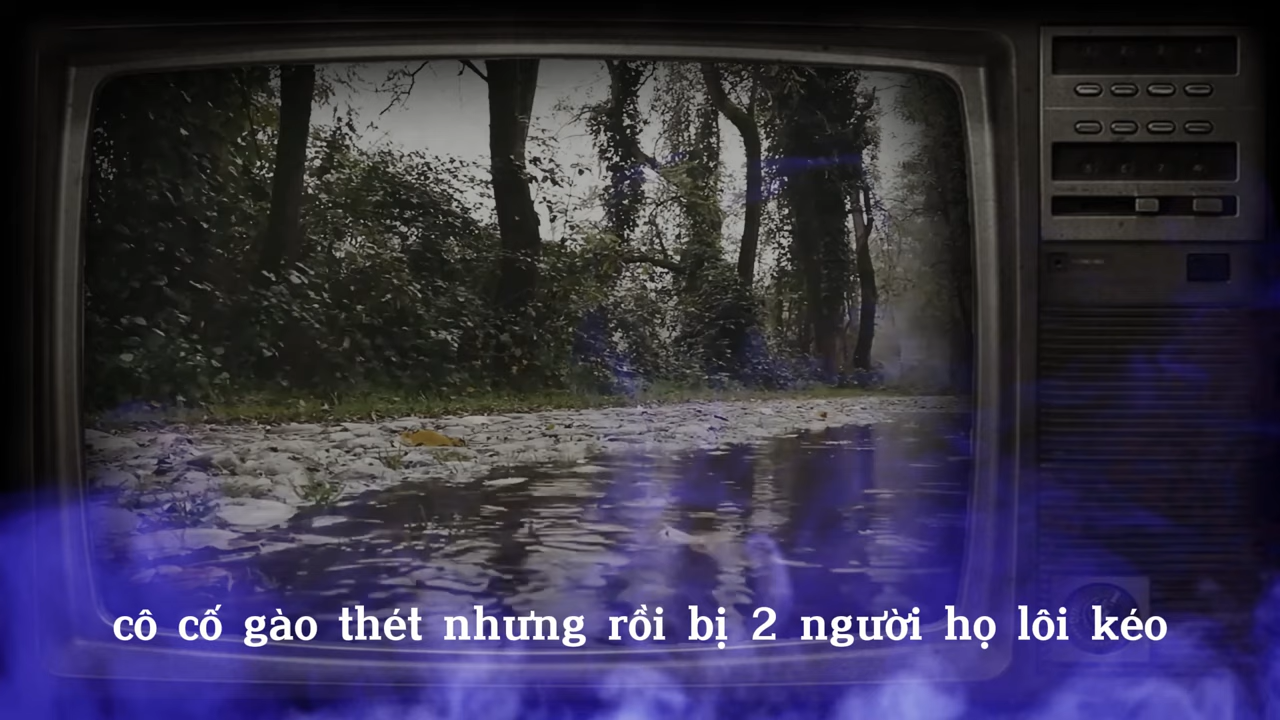 cô cố gào thét nhưng rồi bị 2 người họ lôi kéo